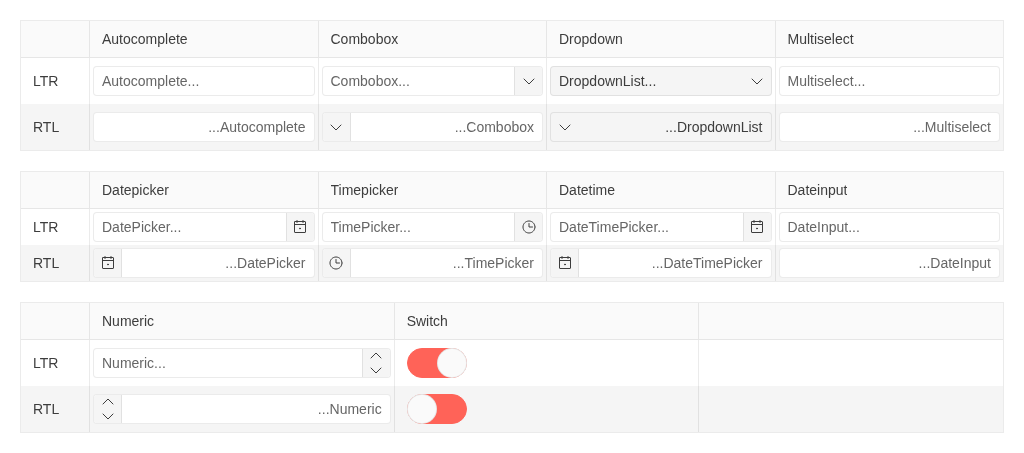 Autocomplete Combobox Dropdown Multiselect
LTR Autocomplete... Combobox... DropdownList... Multiselect...
RTL ...Autocomplete ...Combobox ...DropdownList ...Multiselect
Datepicker Timepicker Datetime Dateinput
LTR DatePicker... TimePicker... DateTimePicker... DateInput...
RTL ...DatePicker ...TimePicker ...DateTimePicker ...DateInput
Numeric Switch
LTR Numeric...
RTL ...Numeric